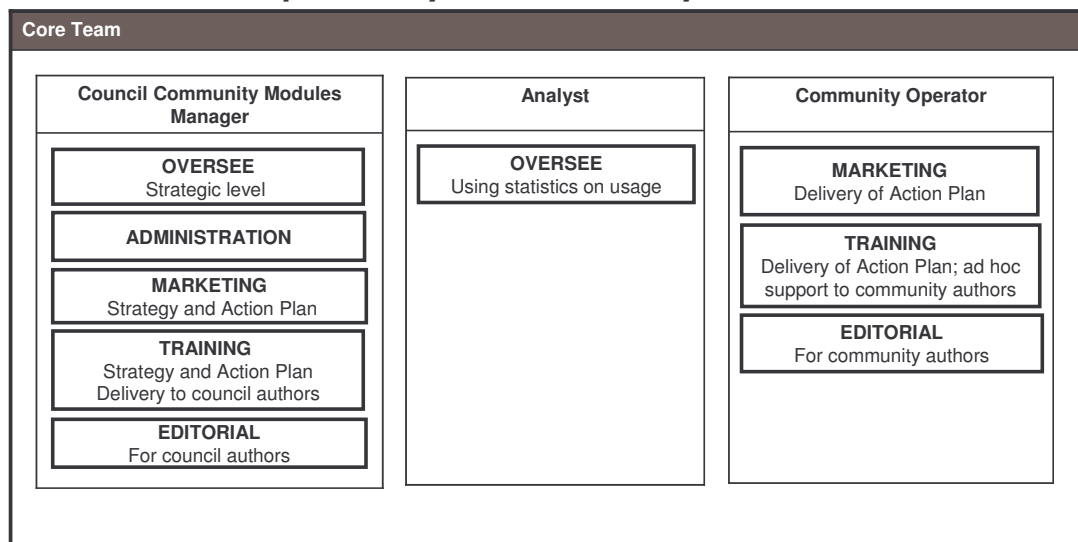 Core Team
Council Community Modules
Manager
OVERSEE
Strategic level
ADMINISTRATION
MARKETING
Strategy and Action Plan
TRAINING
Strategy and Action Plan
Delivery to council authors
EDITORIAL
For council authors
Analyst
OVERSEE
Using statistics on usage
Community Operator
MARKETING
Delivery of Action Plan
TRAINING
Delivery of Action Plan; ad hoc
support to community authors
EDITORIAL
For community authors